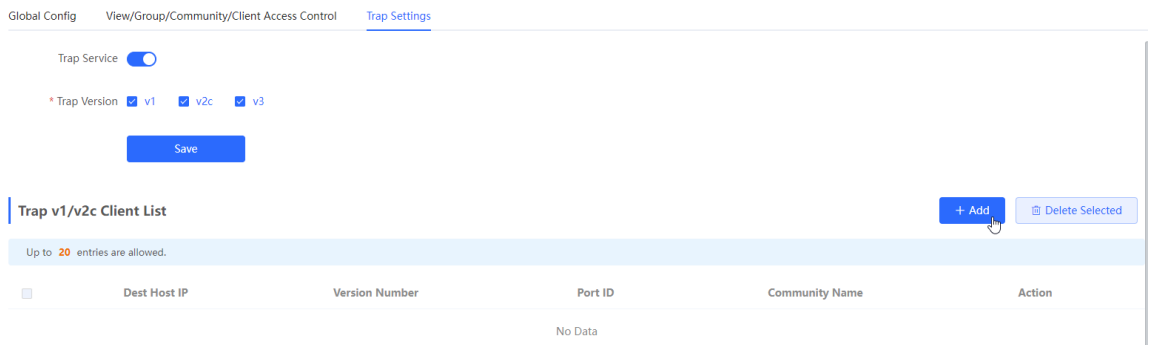 Global Config View/Group/Community/Client Access Control Trap Settings
Trap Service
* Trap Version v1 v2c v3
Save
Trap v1/v2c Client List + Add Delete Selected
Up to 20 entries are allowed.
Dest Host IP Version Number Port ID Community Name Action
No Data